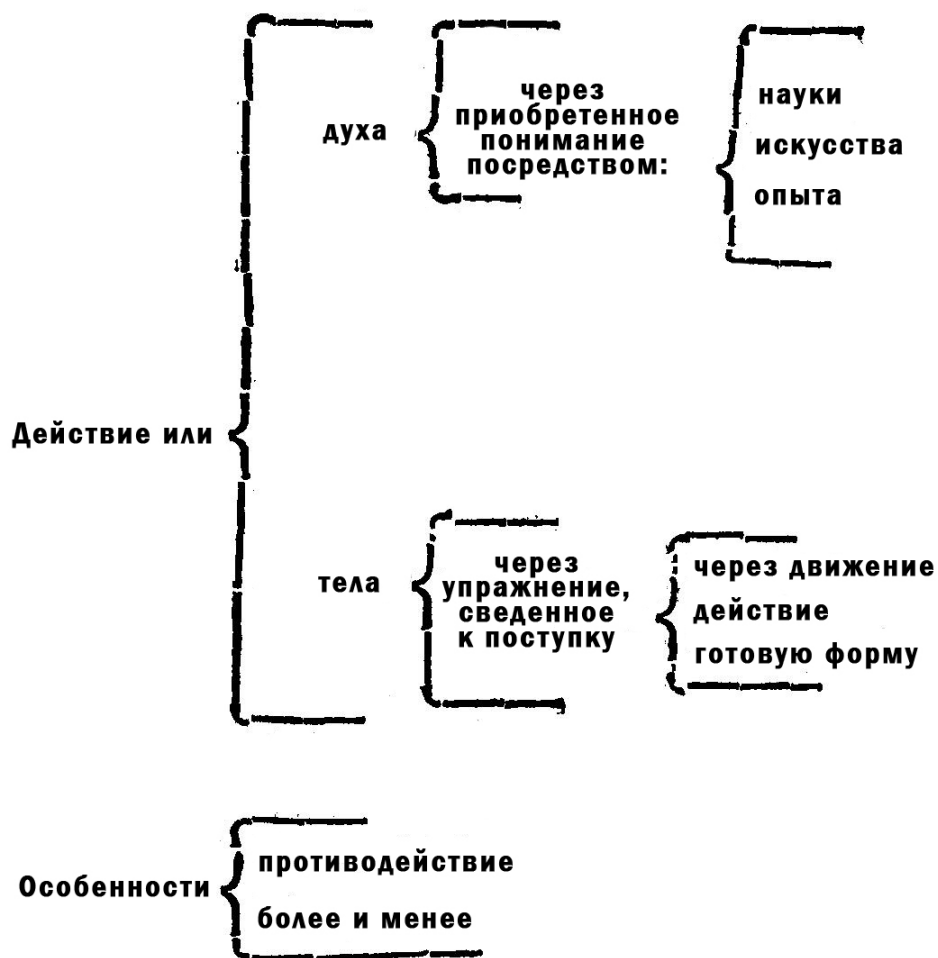 духа
через
приобретенное
понимание
посредством:
науки
искусства
опыта
Действие или
тела
через
упражнение,
сведенное
к поступку
через движение
действие
готовую форму
Особенности
противодействие
более и менее